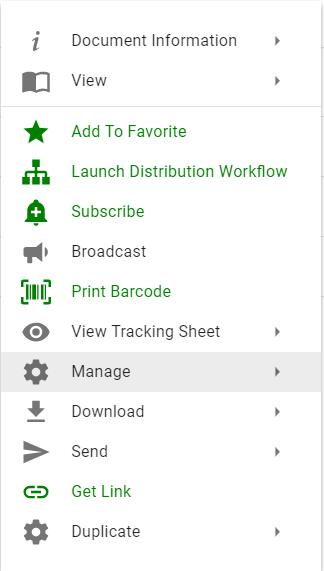 Document Information
View
Add To Favorite
Launch Distribution Workflow
Subscribe
Broadcast
Print Barcode
View Tracking Sheet
Manage
Download
Send
Get Link
Duplicate